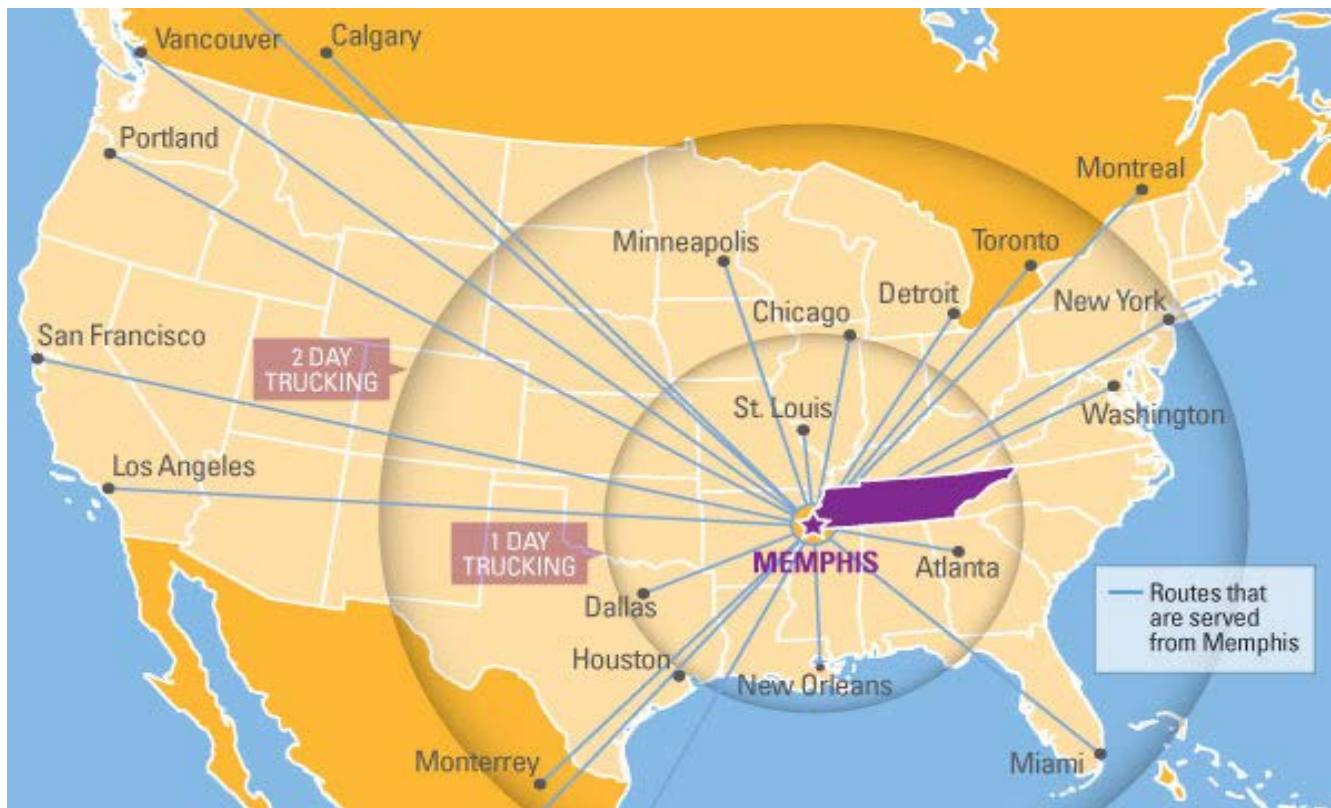 Vancouver
Calgary
Portland
Montreal
Minneapolis
Toronto
Detroit
New York
Chicago
San Francisco
2 DAY
TRUCKING
St. Louis
Washington
Los Angeles
1 DAY
TRUCKING
MEMPHIS
Atlanta
Dallas
Routes that
are served
from Memphis
Houston
New Orleans
Monterrey
Miami